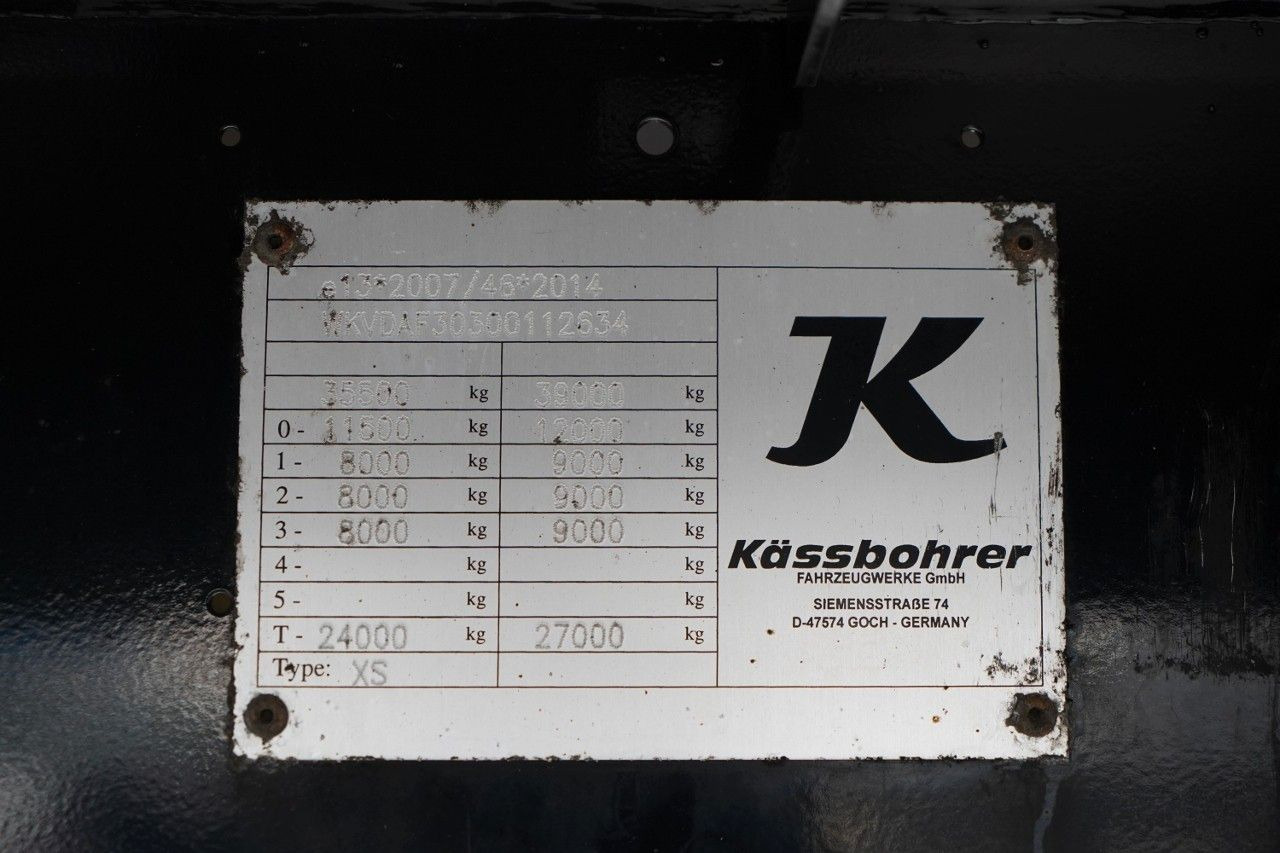 e13*2007/46*2014
WKVDAF30300112634
35500 kg 39000 kg
0 - 11500 kg 12000 kg
1 - 8000 kg 9000 kg
2 - 8000 kg 9000 kg
3 - 8000 kg 9000 kg
4 - kg kg
5 - kg kg
T - 24000 kg 27000 kg
Type: XS
K
Kässbohrer
FAHRZEUGWERKE GmbH
SIEMENSSTRAßE 74
D-47574 GOCH - GERMANY